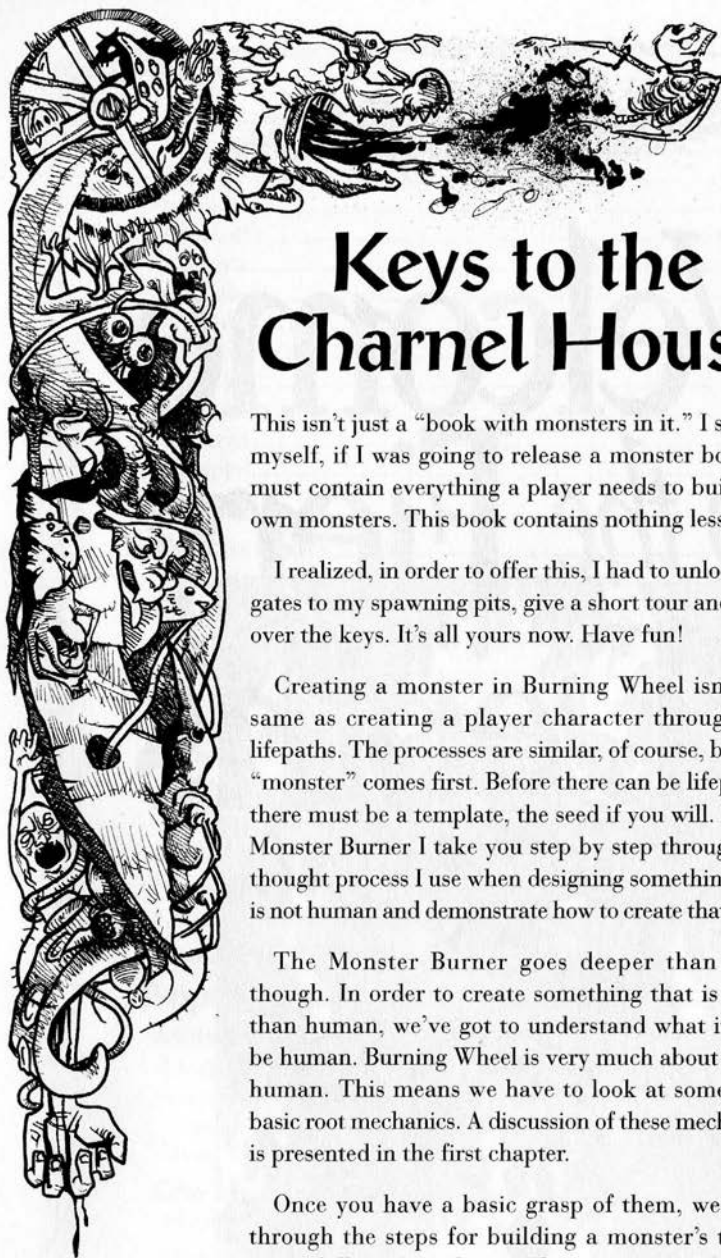 Keys to the
Charnel Hous
This isn't just a “book with monsters in it.” I s
myself, if I was going to release a monster bo
must contain everything a player needs to bui
own monsters. This book contains nothing less
I realized, in order to offer this, I had to unlo
gates to my spawning pits, give a short tour an
over the keys. It's all yours now. Have fun!
Creating a monster in Burning Wheel isn
same as creating a player character throug
lifepaths. The processes are similar, of course, b
“monster” comes first. Before there can be lifep
there must be a template, the seed if you will.
Monster Burner I take you step by step throug
thought process I use when designing somethin
is not human and demonstrate how to create that
The Monster Burner goes deeper than
though. In order to create something that is
than human, we've got to understand what i
be human. Burning Wheel is very much about
human. This means we have to look at some
basic root mechanics. A discussion of these mech
is presented in the first chapter.
Once you have a basic grasp of them, we
through the steps for building a monster's